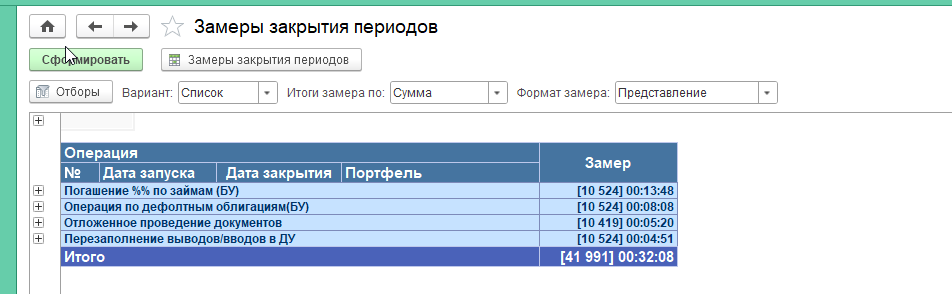 Замеры закрытия периодов
Сформировать Замеры закрытия периодов
Отборы Вариант: Список Итоги замера по: Сумма Формат замера: Представление
Операция Замер
№ Дата запуска Дата закрытия Портфель
Погашение %% по займам (БУ) [10 524] 00:13:48
Операция по дефолтным облигациям(БУ) [10 524] 00:08:08
Отложенное проведение документов [10 419] 00:05:20
Перезаполнение выводов/вводов в ДУ [10 524] 00:04:51
Итого [41 991] 00:32:08